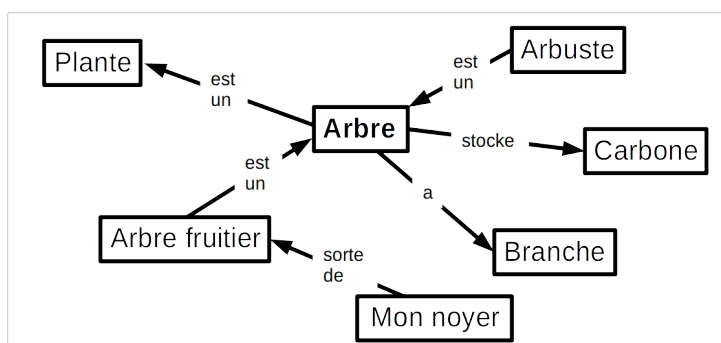 Plante
est
un
Arbuste
est
un
Arbre
stocke
Carbone
est
un
a
Arbre fruitier
Branche
sorte
de
Mon noyer